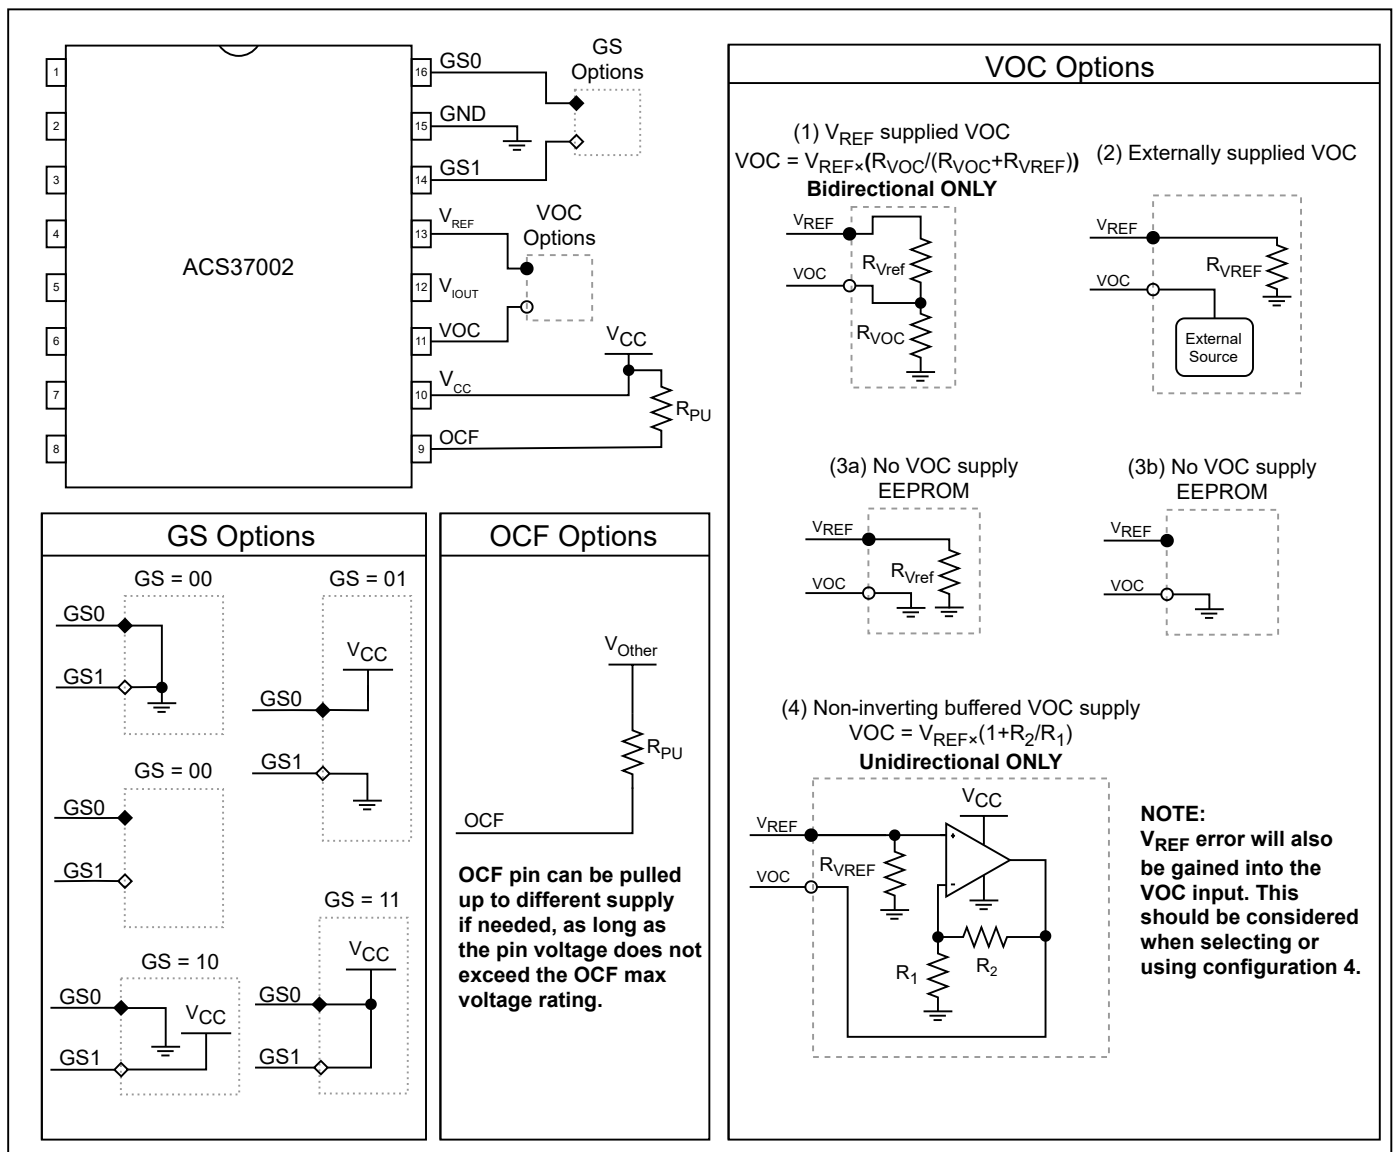 1
2
3
4
5
6
7
8
ACS37002
16
15
14
13
12
11
10
9
GS0
GND
GS1
VREF
VIOUT
VOC
VCC
OCF
GS
Options
VOC
Options
VCC
RPU
GS Options
GS = 00
GS0
GS1
GS = 01
VCC
GS0
GS1
GS = 00
GS0
GS1
GS = 11
VCC
GS0
GS1
GS = 10
GS0
VCC
GS1
OCF Options
VOther
RPU
OCF
OCF pin can be pulled
up to different supply
if needed, as long as
the pin voltage does not
exceed the OCF max
voltage rating.
VOC Options
(1) VREF supplied VOC
VOC = VREF×(RVOC/(RVOC+RVREF))
Bidirectional ONLY
VREF
VOC
RVref
RVOC
(2) Externally supplied VOC
VREF
VOC
RVREF
External
Source
(3a) No VOC supply
EEPROM
VREF
VOC
RVref
(3b) No VOC supply
EEPROM
VREF
VOC
(4) Non-inverting buffered VOC supply
VOC = VREF×(1+R2/R1)
Unidirectional ONLY
VREF
VOC
RVREF
VCC
+
-
R1
R2
NOTE:
VREF error will also
be gained into the
VOC input. This
should be considered
when selecting or
using configuration 4.